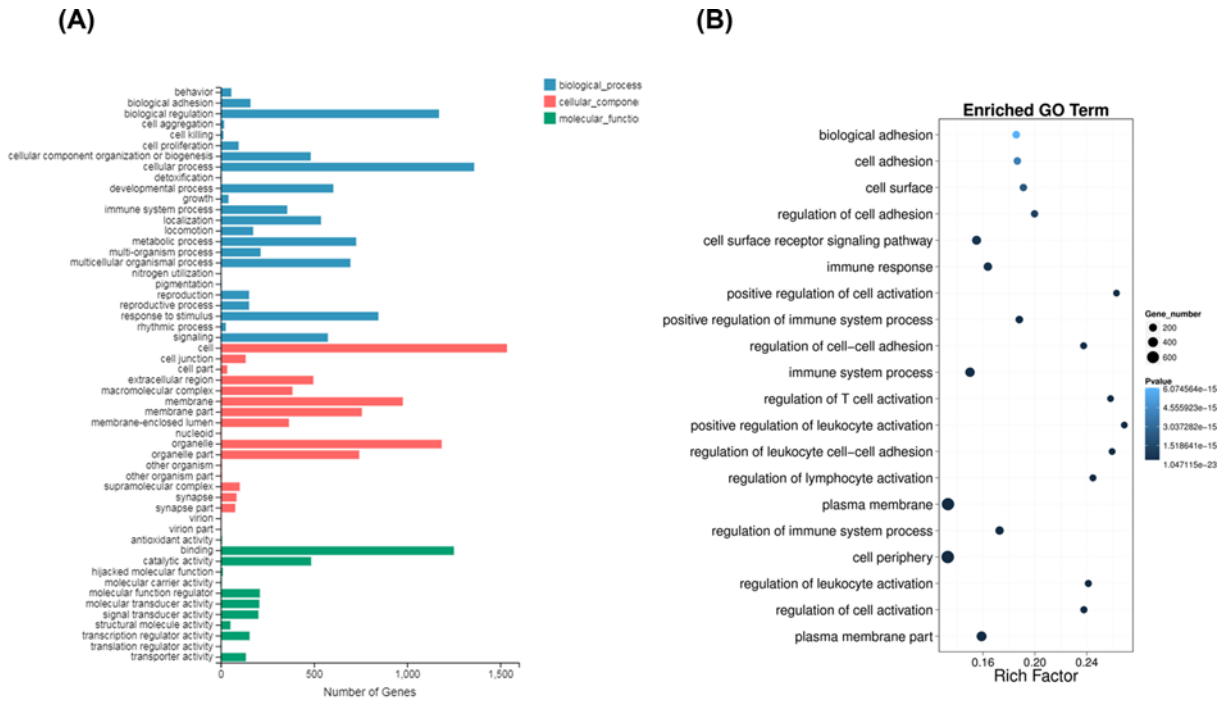 (A)
(B)
biological_process
cellular_componer
molecular_functio
behavior
biological adhesion
biological regulation
cell aggregation
cell killing
cell proliferation
cellular component organization or biogenesis
cellular process
detoxification
developmental process
growth
immune system process
localization
locomotion
metabolic process
multi-organism process
multicellular organismal process
nitrogen utilization
pigmentation
reproduction
reproductive process
response to stimulus
rhythmic process
signaling
cell
cell junction
cell part
extracellular region
macromolecular complex
membrane
membrane part
membrane-enclosed lumen
nucleoid
organelle
organelle part
other organism
other organism part
supramolecular complex
synapse
synapse part
virion
virion part
antioxidant activity
binding
catalytic activity
hijacked molecular function
molecular carrier activity
molecular function regulator
molecular transducer activity
signal transducer activity
structural molecule activity
transcription regulator activity
translation regulator activity
transporter activity
0 500 1,000 1,500
Number of Genes
Enriched GO Term
biological adhesion
cell adhesion
cell surface
regulation of cell adhesion
cell surface receptor signaling pathway
immune response
positive regulation of cell activation
positive regulation of immune system process
regulation of cell-cell adhesion
immune system process
regulation of T cell activation
positive regulation of leukocyte activation
regulation of leukocyte cell-cell adhesion
regulation of lymphocyte activation
plasma membrane
regulation of immune system process
cell periphery
regulation of leukocyte activation
regulation of cell activation
plasma membrane part
0.16 0.20 0.24
Rich Factor
Gene_number
200
400
600
Pvalue
6.074564e-15
4.555923e-15
3.037282e-15
1.518641e-15
1.047115e-23